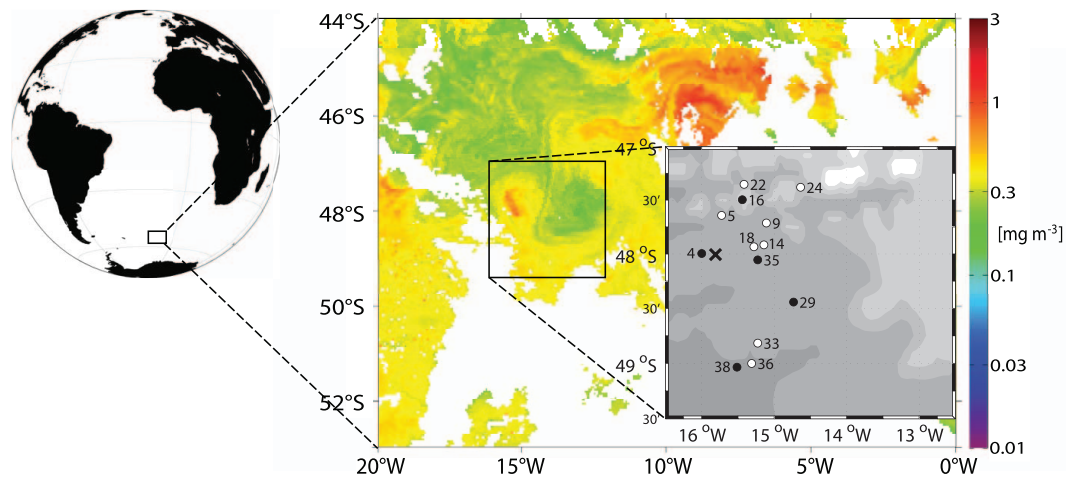 44°S
46°S
48°S
50°S
52°S
20°W
15°W
10°W
5°W
0°W
47 °S
30′
48 °S
30′
49 °S
30′
16 °W
15 °W
14 °W
13 °W
22
24
16
5
9
18
14
4
35
29
33
36
38
3
1
0.3
[mg m-3]
0.1
0.03
0.01